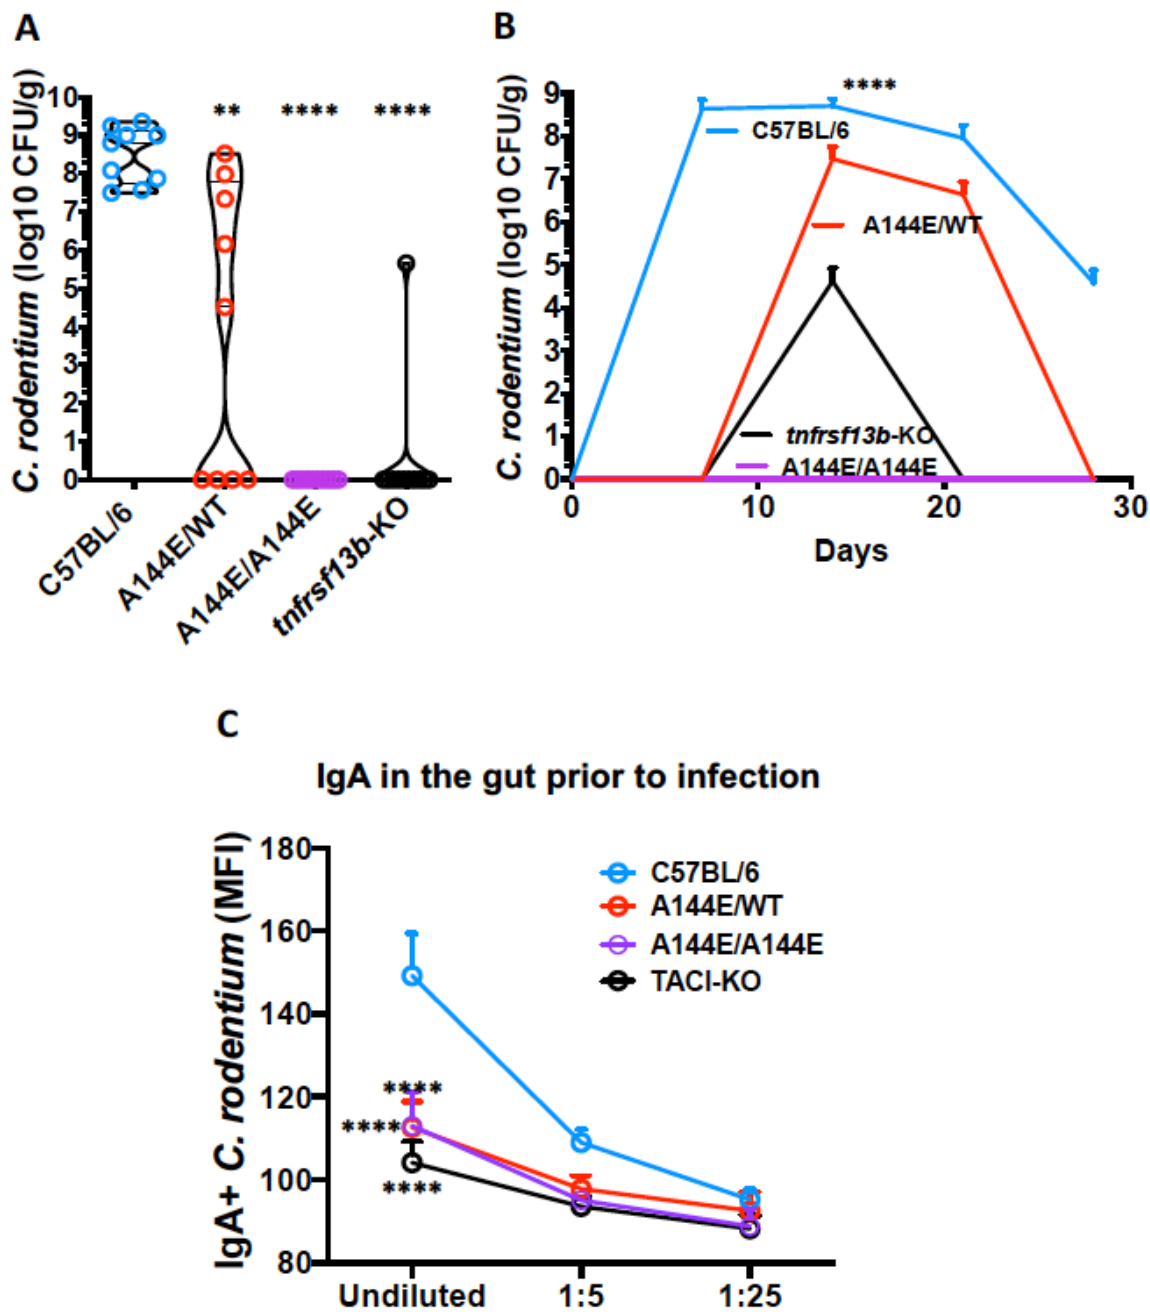 A
C. rodentium (log10 CFU/g)
10
9
8
7
6
5
4
3
2
1
0
**
****
****
C57BL/6
A144E/WT
A144E/A144E
tnfrsf13b-KO
B
C. rodentium (log10 CFU/g)
9
8
7
6
5
4
3
2
1
0
****
C57BL/6
A144E/WT
tnfrsf13b-KO
A144E/A144E
0
10
20
30
Days
C
IgA in the gut prior to infection
IgA+ C. rodentium (MFI)
180
160
140
120
100
80
C57BL/6
A144E/WT
A144E/A144E
TACI-KO
****
****
****
Undiluted
1:5
1:25